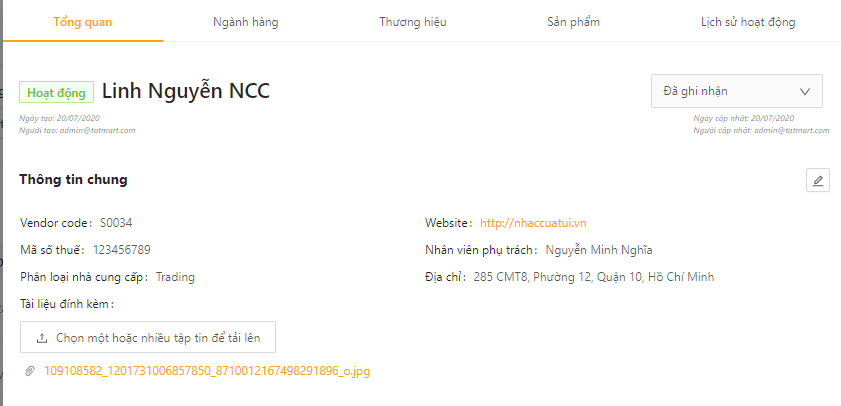 Tổng quan Ngành hàng Thương hiệu Sản phẩm Lịch sử hoạt động
Hoạt động Linh Nguyễn NCC Đã ghi nhận
Ngày tạo: 20/07/2020 Ngày cập nhật: 20/07/2020
Người tạo: admin@tatmart.com Người cập nhật: admin@tatmart.com
Thông tin chung
Vendor code: S0034 Website: http://nhaccuatui.vn
Mã số thuế: 123456789 Nhân viên phụ trách: Nguyễn Minh Nghĩa
Phân loại nhà cung cấp: Trading Địa chỉ: 285 CMT8, Phường 12, Quận 10, Hồ Chí Minh
Tài liệu đính kèm:
Chọn một hoặc nhiều tập tin để tải lên
109108582_1201731006857850_8710012167498291896_o.jpg